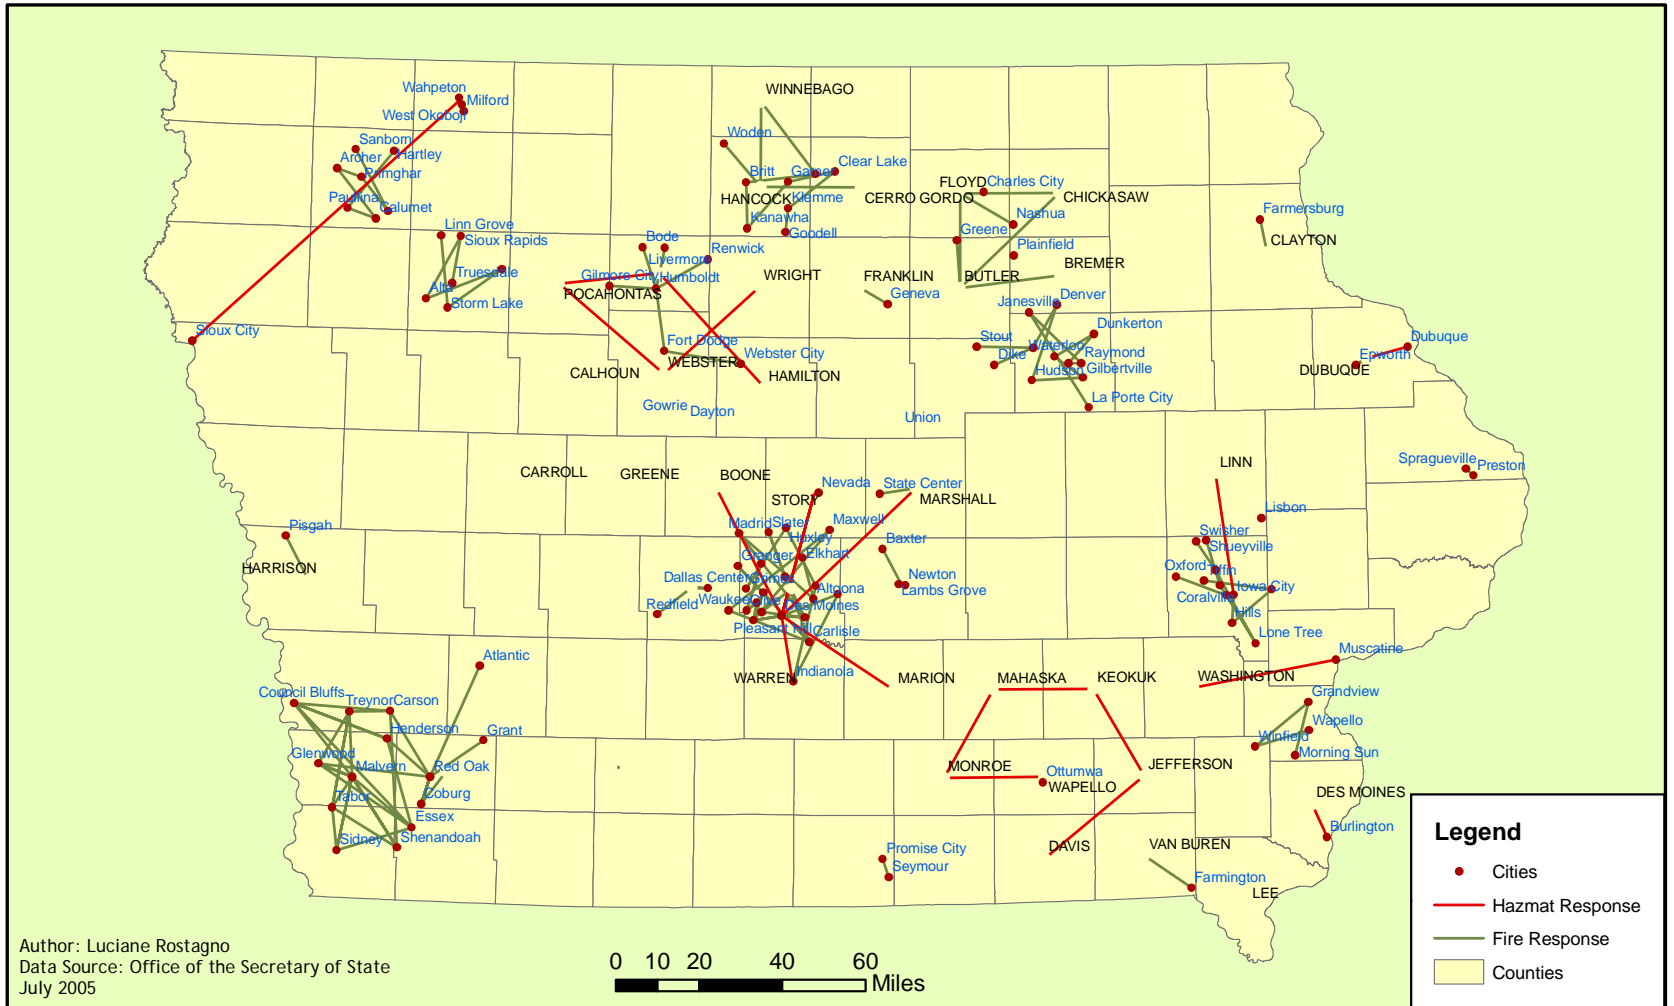 WINNEBAGO
Wahpeton
Milford
West Okoboji
Woden
Sanborn
Hartley
Archer
Primghar
Britt
Garner
Clear Lake
FLOYD
Charles City
CHICKASAW
HANCOCK
Klemme
CERRO GORDO
Paullina
Calumet
Nashua
Farmersburg
Kanawha
Goodell
Greene
Linn Grove
Sioux Rapids
Bode
Renwick
Plainfield
CLAYTON
Livermore
Truesdale
Gilmore City
Humboldt
WRIGHT
FRANKLIN
BUTLER
BREMER
Alta
Storm Lake
POCAHONTAS
Geneva
Janesville
Denver
Sioux City
Dunkerton
Fort Dodge
Webster City
Stout
Waterloo
Raymond
Dubuque
Epworth
Dike
WEBSTER
CALHOUN
HAMILTON
Hudson
Gilbertville
DUBUQUE
Gowrie
Dayton
Union
La Porte City
CARROLL
GREENE
BOONE
LINN
Spragueville
Preston
Nevada
State Center
STORY
MARSHALL
Lisbon
Pisgah
Madrid
Slater
Maxwell
Huxley
Baxter
Swisher
Shueyville
HARRISON
Granger
Elkhart
Dallas Center
Grimes
Altoona
Newton
Lambs Grove
Oxford
Tiffin
Iowa City
Redfield
Waukee
Clive
Des Moines
Coralville
Hills
Pleasant Hill
Carlisle
Lone Tree
Atlantic
WARREN
Indianola
MARION
MAHASKA
KEOKUK
WASHINGTON
Muscatine
Council Bluffs
Treynor
Carson
Grandview
Henderson
Grant
Wapello
Winfield
Morning Sun
Glenwood
Malvern
Red Oak
MONROE
Ottumwa
WAPELLO
JEFFERSON
Tabor
Coburg
DES MOINES
Essex
Sidney
Shenandoah
Burlington
Promise City
Seymour
DAVIS
VAN BUREN
Farmington
LEE
Legend
Cities
Hazmat Response
Fire Response
Counties
Author: Luciane Rostagno
Data Source: Office of the Secretary of State
July 2005
0 10 20 40 60
Miles